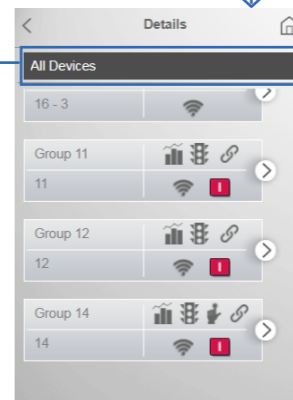 Details
All Devices
16 - 3
Group 11
11
I
Group 12
12
I
Group 14
14
I